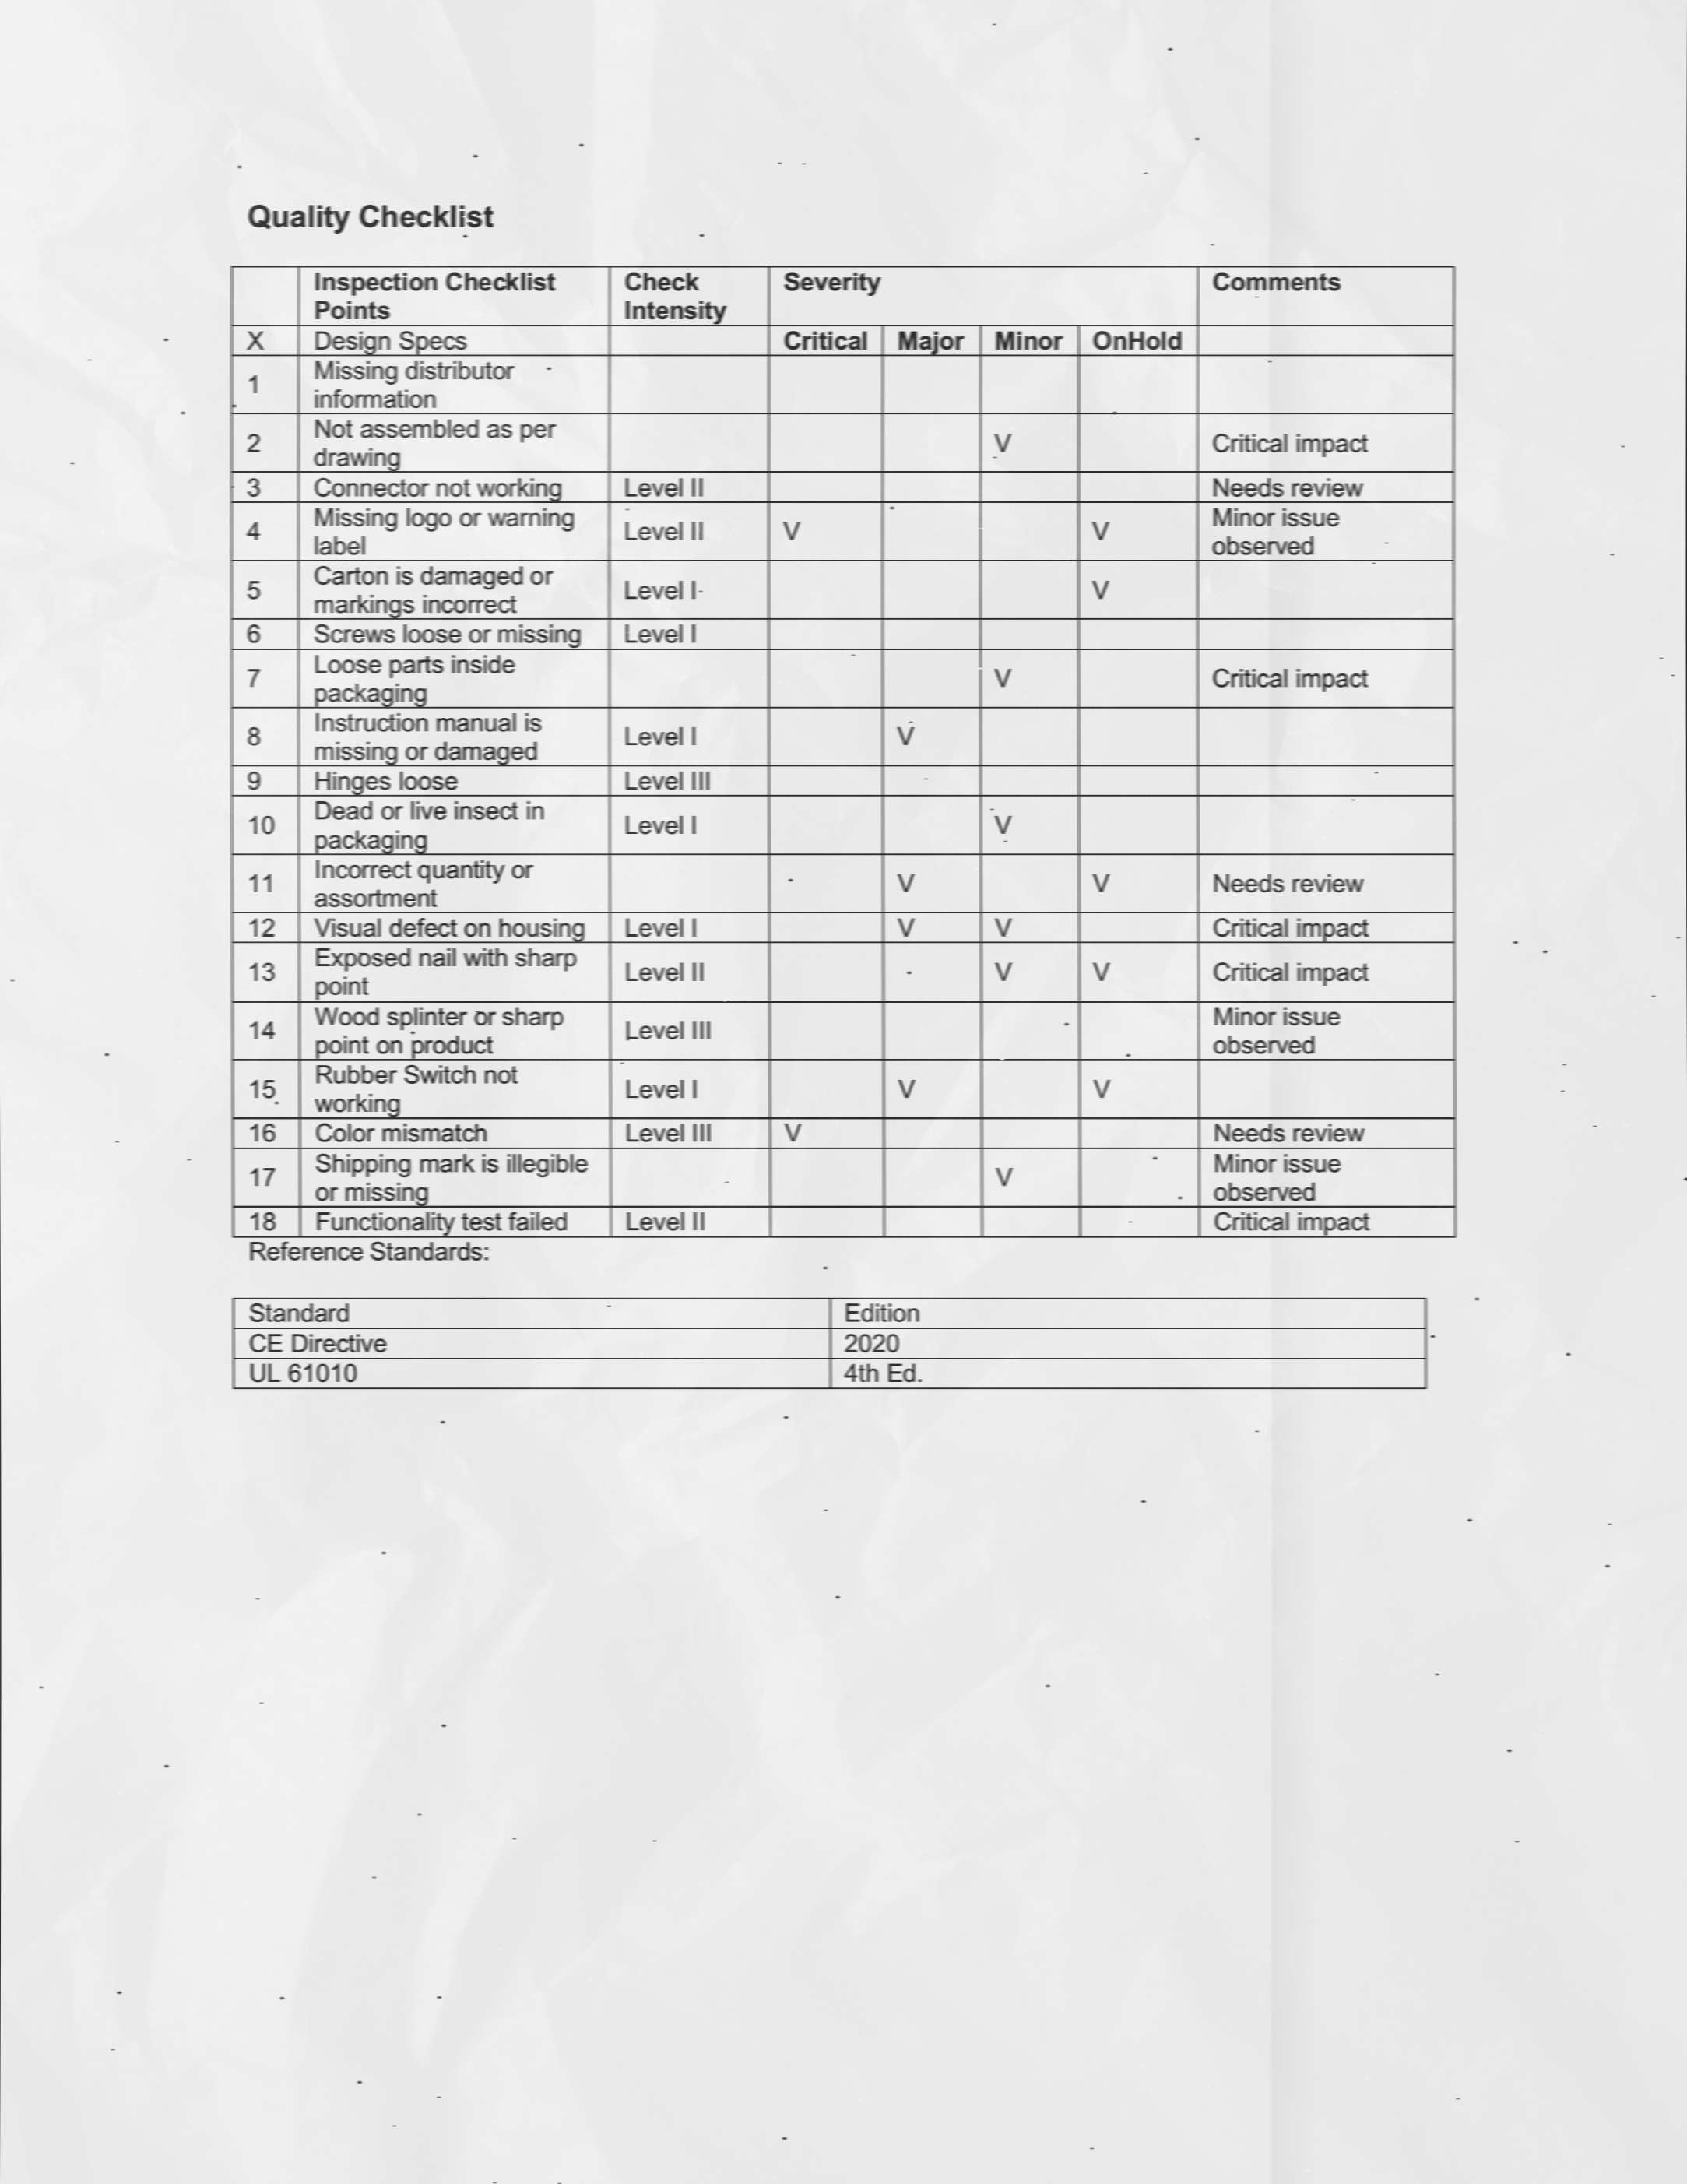 Quality Checklist
Inspection Checklist Points Check Intensity Severity Comments
X Design Specs Critical Major Minor OnHold
1 Missing distributor information
2 Not assembled as per drawing V Critical impact
3 Connector not working Level II Needs review
4 Missing logo or warning label Level II V V Minor issue observed
5 Carton is damaged or markings incorrect Level I V
6 Screws loose or missing Level I
7 Loose parts inside packaging V Critical impact
8 Instruction manual is missing or damaged Level I V
9 Hinges loose Level III
10 Dead or live insect in packaging Level I V
11 Incorrect quantity or assortment V V Needs review
12 Visual defect on housing Level I V V Critical impact
13 Exposed nail with sharp point Level II V V Critical impact
14 Wood splinter or sharp point on product Level III Minor issue observed
15 Rubber Switch not working Level I V V
16 Color mismatch Level III V Needs review
17 Shipping mark is illegible or missing V Minor issue observed
18 Functionality test failed Level II Critical impact
Reference Standards:
Standard Edition
CE Directive 2020
UL 61010 4th Ed.